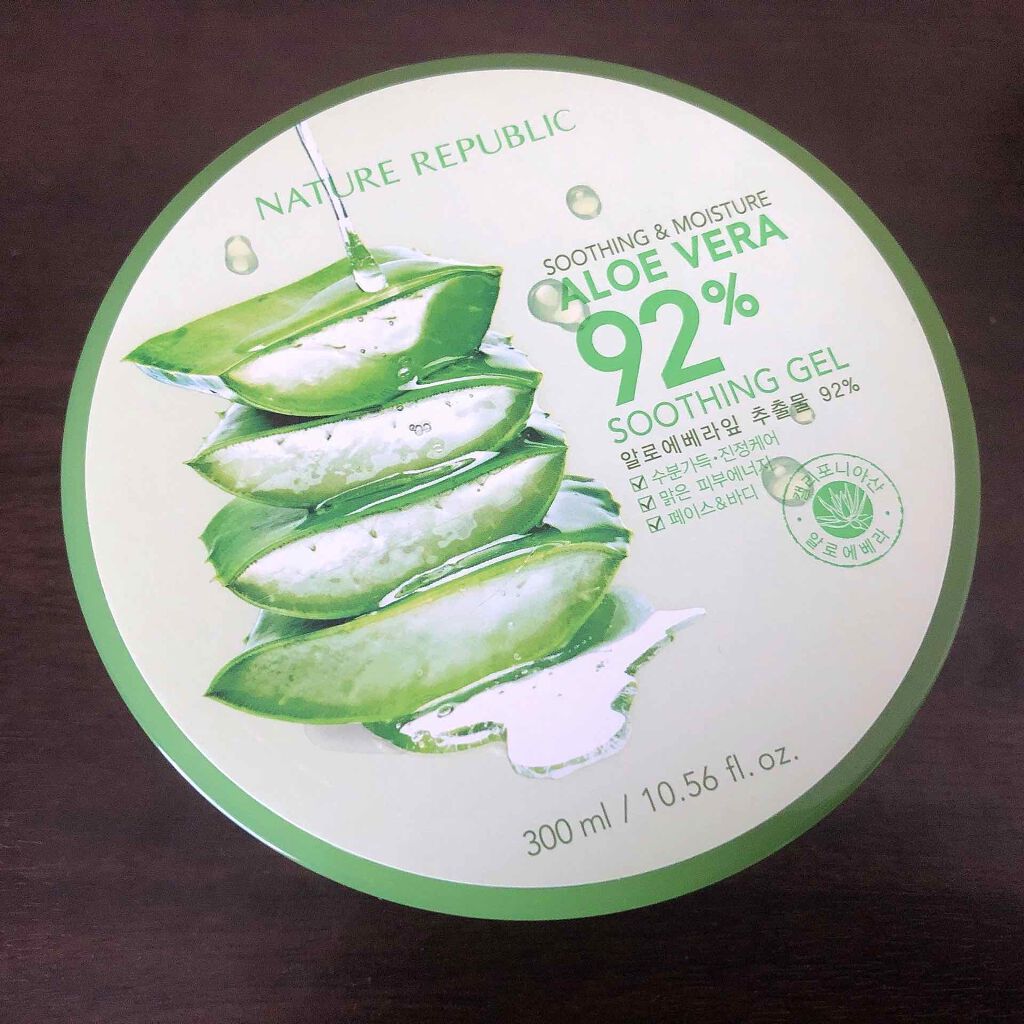 NATURE REPUBLIC
SOOTHING & MOISTURE
ALOE VERA
92%
SOOTHING GEL
알로에베라잎 추출물 92%
수분가득·진정케어
맑은 피부에너지
페이스&바디
캘리포니아산
알로에베라
300 ml / 10.56 fl. oz.